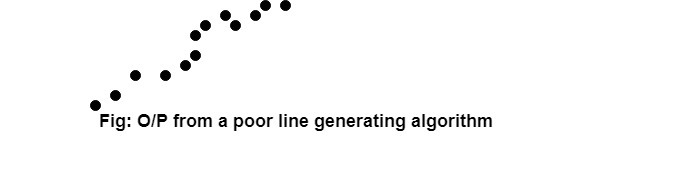 Fig: O/P from a poor line generating algorithm